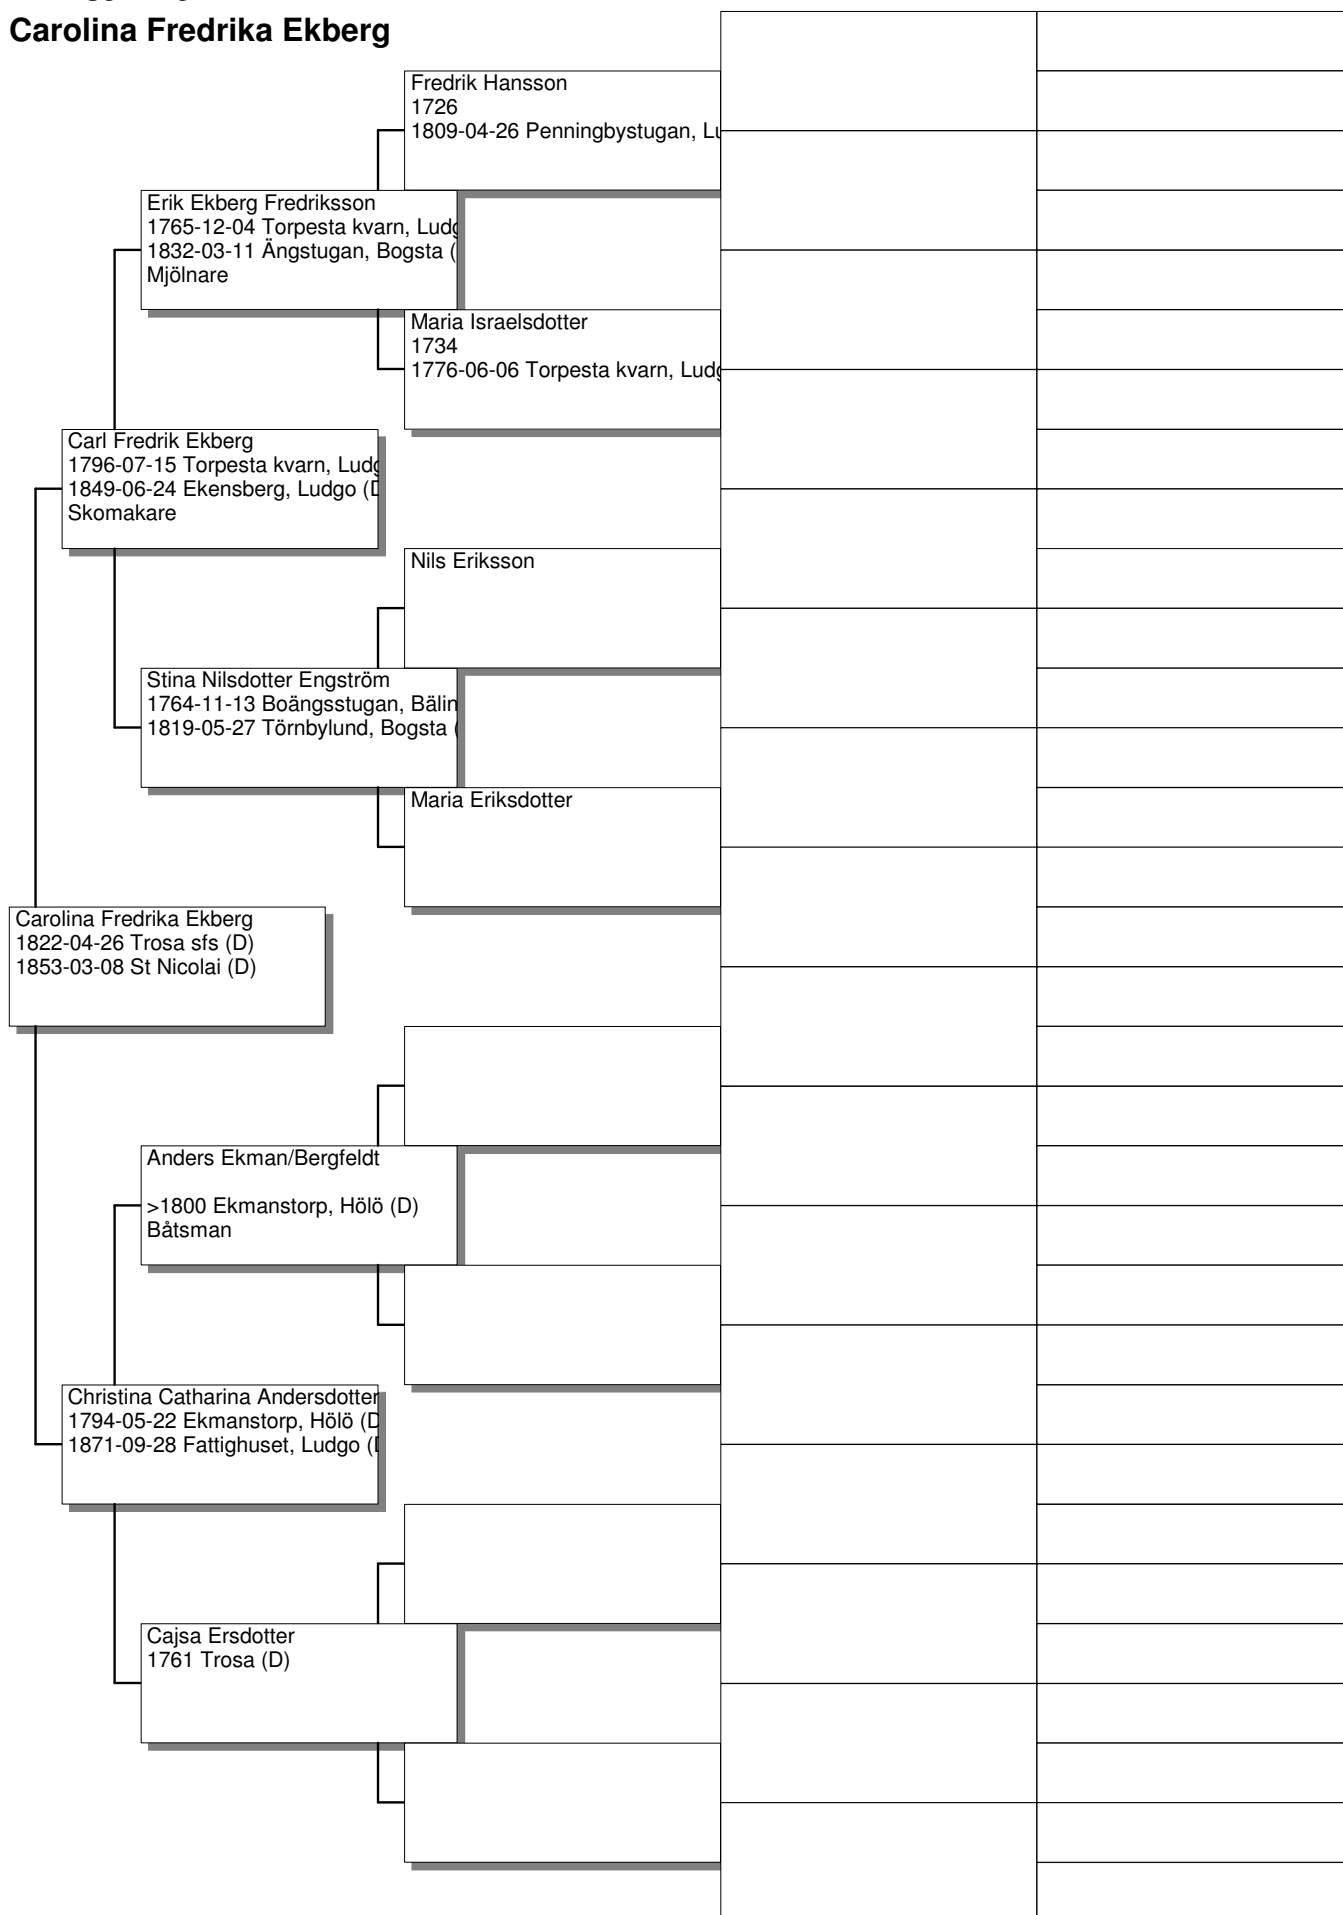 Carolina Fredrika Ekberg
Fredrik Hansson
1726
1809-04-26 Penningbystugan,
Erik Ekberg Fredriksson
1765-12-04 Torpesta kvarn,
1832-03-11 Ängstugan, Bogsta (
Mjölnare
Maria Israelsdotter
1734
1776-06-06 Torpesta kvarn,
Carl Fredrik Ekberg
1796-07-15 Torpesta kvarn,
1849-06-24 Ekensberg, Ludgo (D
Skomakare
Nils Eriksson
Stina Nilsdotter Engström
1764-11-13 Boängsstugan, Bälin
1819-05-27 Törnbylund, Bogsta (
Maria Eriksdotter
Carolina Fredrika Ekberg
1822-04-26 Trosa sfs (D)
1853-03-08 St Nicolai (D)
Anders Ekman/Bergfeldt
>1800 Ekmanstorp, Hölö (D)
Båtsman
Christina Catharina Andersdotter
1794-05-22 Ekmanstorp, Hölö (D
1871-09-28 Fattighuset, Ludgo (D
Cajsa Ersdotter
1761 Trosa (D)